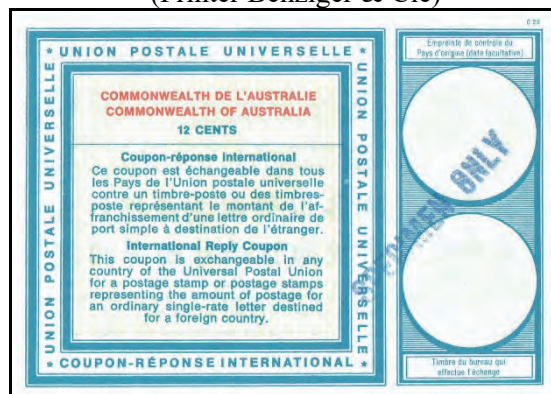 (Printer Benziger & Cie)
C 22
* UNION POSTALE UNIVERSELLE *
UNION POSTALE UNIVERSELLE
UNION POSTALE UNIVERSELLE
COMMONWEALTH DE L'AUSTRALIE
COMMONWEALTH OF AUSTRALIA
12 CENTS
Coupon-réponse international
Ce coupon est échangeable dans tous
les Pays de l'Union postale universelle
contre un timbre-poste ou des timbres-
poste représentant le montant de l'af-
franchissement d'une lettre ordinaire de
port simple à destination de l'étranger.
International Reply Coupon
This coupon is exchangeable in any
country of the Universal Postal Union
for a postage stamp or postage stamps
representing the amount of postage for
an ordinary single-rate letter destined
for a foreign country.
* COUPON-RÉPONSE INTERNATIONAL *
Empreinte de contrôle du
Pays d'origine (date facultative)
SPECIMEN ONLY
Timbre du bureau qui
effectue l'échange